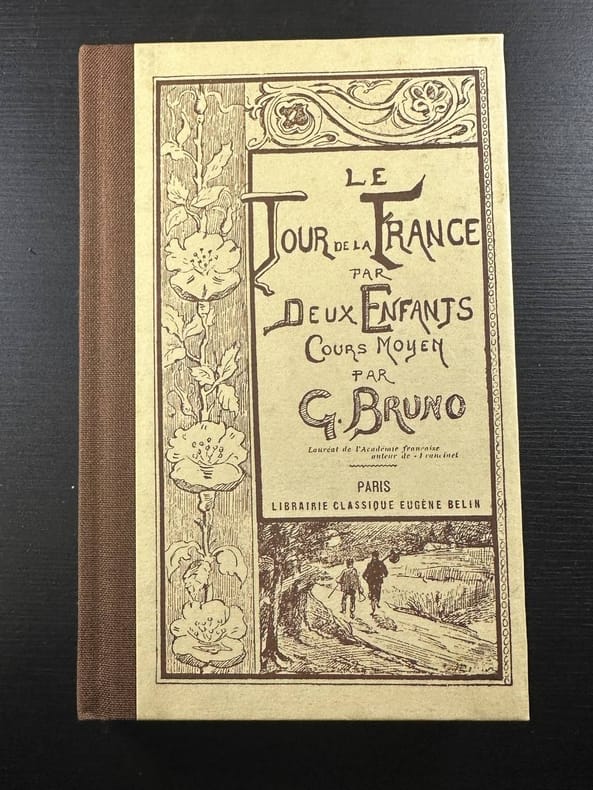 LE
TOUR DE LA FRANCE
PAR
DEUX ENFANTS
COURS MOYEN
PAR
G. BRUNO
Lauréat de l'Académie française
auteur de «Francinet
PARIS
LIBRAIRIE CLASSIQUE EUGÈNE BELIN